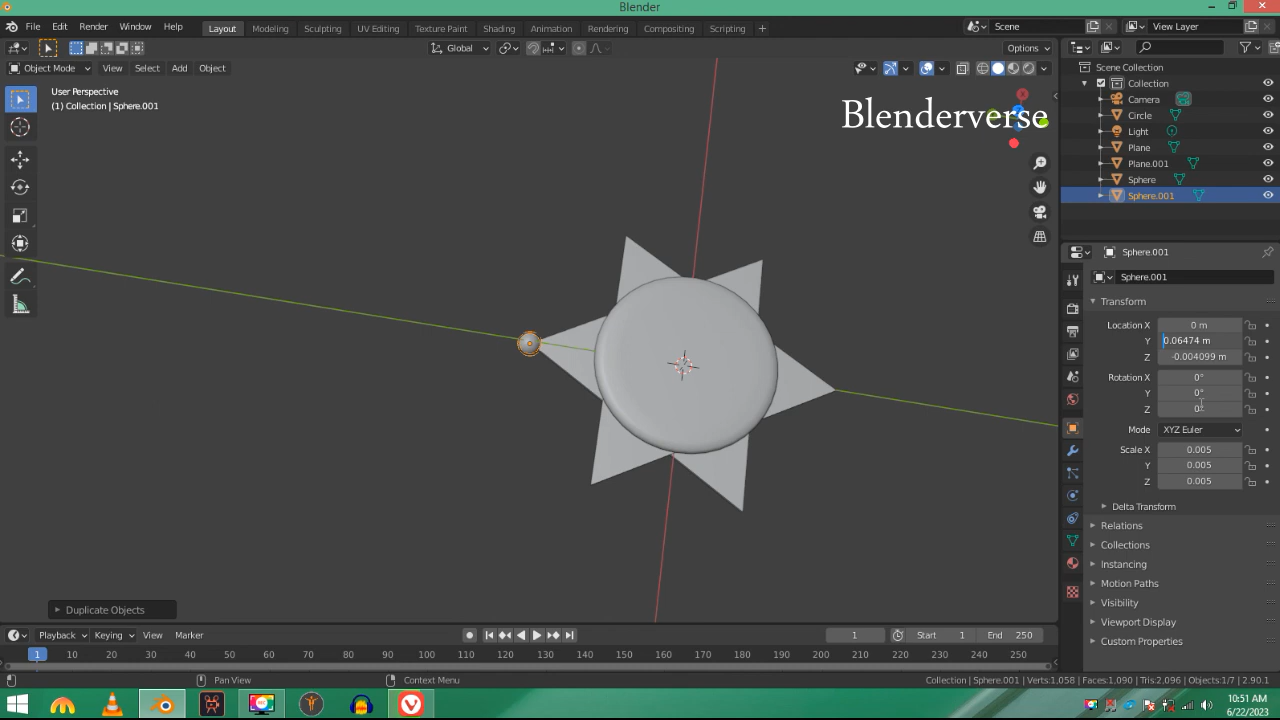 Blender
File Edit Render Window Help Layout Modeling Sculpting UV Editing Texture Paint Shading Animation Rendering Compositing Scripting + Scene View Layer
Global Options
Object Mode View Select Add Object
User Perspective
(1) Collection | Sphere.001
Blenderverse
Scene Collection
Collection
Camera
Circle
Light
Plane
Plane.001
Sphere
Sphere.001
Sphere.001
Sphere.001
Transform
Location X 0 m
Y 0.06474 m
Z -0.004099 m
Rotation X 0°
Y 0°
Z 0°
Mode XYZ Euler
Scale X 0.005
Y 0.005
Z 0.005
Delta Transform
Relations
Collections
Instancing
Motion Paths
Visibility
Viewport Display
Custom Properties
Duplicate Objects
Playback Keying View Marker 1 Start 1 End 250
1 10 20 30 40 50 60 70 80 90 100 110 120 130 140 150 160 170 180 190 200 210 220 230 240 250
Pan View Context Menu Collection | Sphere.001 | Verts:1,058 | Faces:1,090 | Tris:2,096 | Objects:1/7 | 2.90.1
10:51 AM
6/22/2023